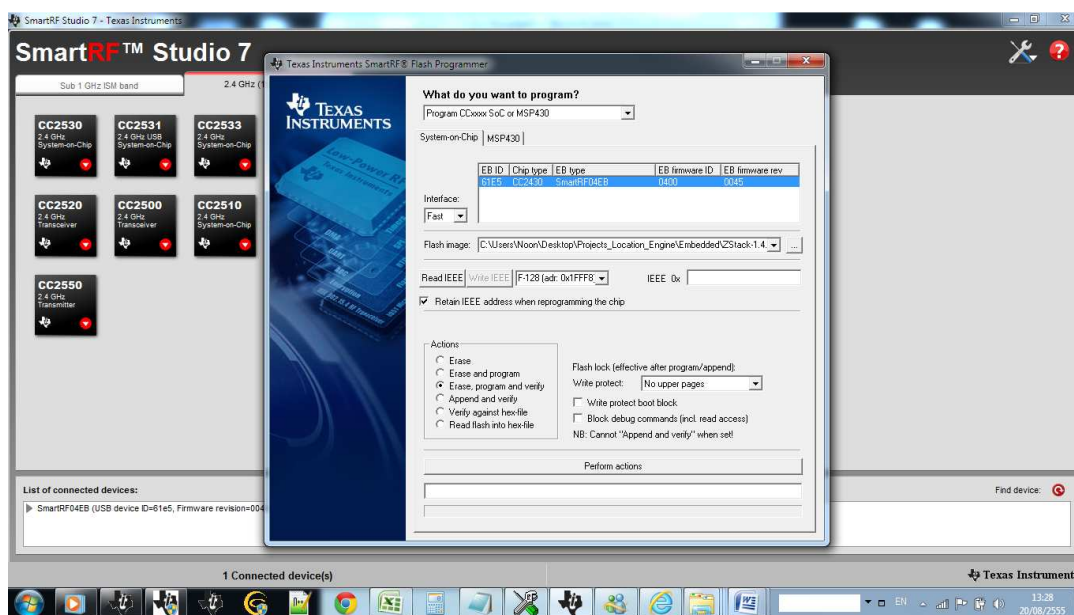 SmartRF Studio 7 - Texas Instruments
SmartRF™ Studio 7
Sub 1 GHz ISM band
2.4 GHz (
CC2530
2.4 GHz
System-on-Chip
CC2531
2.4 GHz USB
System-on-Chip
CC2533
2.4 GHz
System-on-Chip
CC2520
2.4 GHz
Transceiver
CC2500
2.4 GHz
Transceiver
CC2510
2.4 GHz
System-on-Chip
CC2550
2.4 GHz
Transmitter
Texas Instruments SmartRF® Flash Programmer
TEXAS
INSTRUMENTS
Low-Power RF
Texas Instruments
What do you want to program?
Program CCxxxx SoC or MSP430
System-on-Chip MSP430
EB ID Chip type EB type EB firmware ID EB firmware rev
61E5 CC2430 SmartRF04EB 0400 0045
Interface:
Fast
Flash image: C:\Users\Noon\Desktop\Projects_Location_Engine\Embedded\ZStack-1.4. ...
Read IEEE Write IEEE F-128 (adr: 0x1FFF8 IEEE 0x
Retain IEEE address when reprogramming the chip
Actions
Erase
Erase and program
Erase, program and verify
Append and verify
Verify against hex-file
Read flash into hex-file
Flash lock (effective after program/append):
Write protect: No upper pages
Write protect boot block
Block debug commands (incl. read access)
NB: Cannot "Append and verify" when set!
Perform actions
List of connected devices:
Find device:
SmartRF04EB (USB device ID=61e5, Firmware revision=004
1 Connected device(s)
Texas Instrument
EN
13:28
20/08/2555